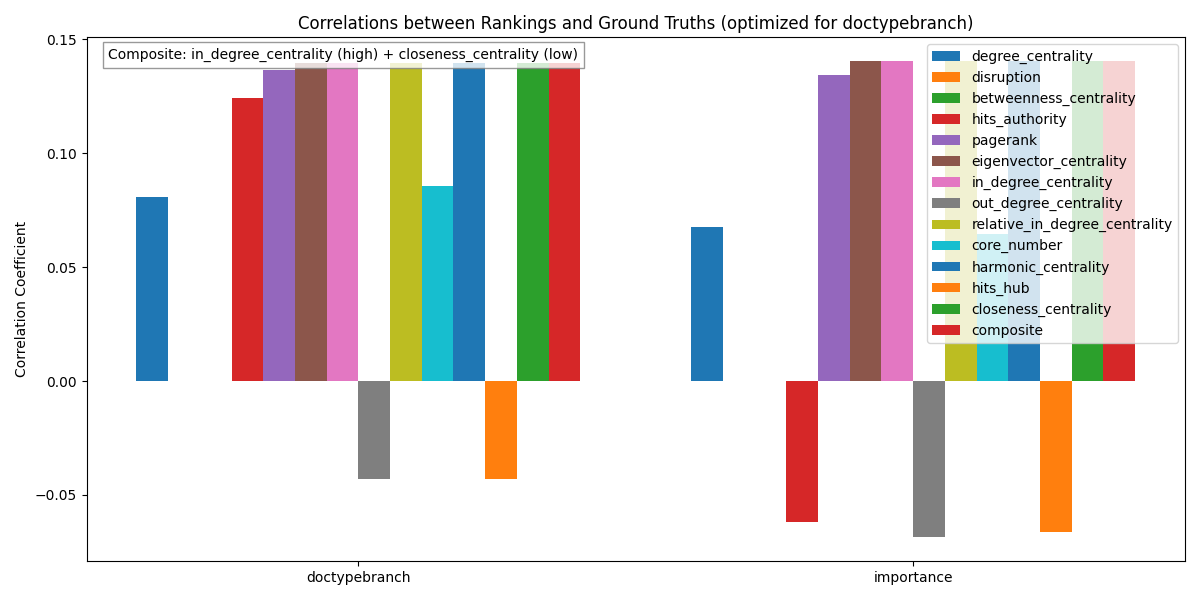 Correlations between Rankings and Ground Truths (optimized for doctypebranch)
Composite: in_degree_centrality (high) + closeness_centrality (low)
degree_centrality
disruption
betweenness_centrality
hits_authority
pagerank
eigenvector_centrality
in_degree_centrality
out_degree_centrality
relative_in_degree_centrality
core_number
harmonic_centrality
hits_hub
closeness_centrality
composite
Correlation Coefficient
0.15
0.10
0.05
0.00
−0.05
doctypebranch
importance